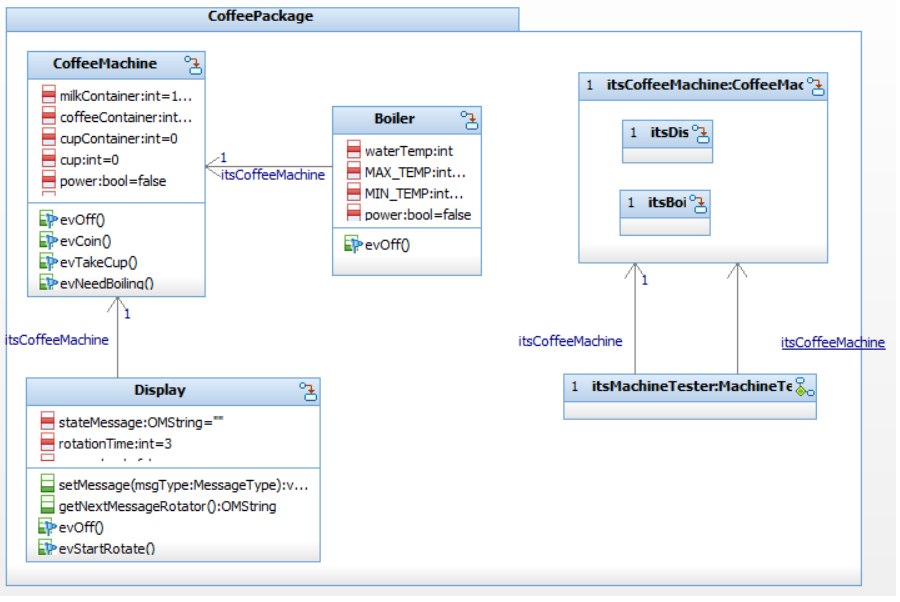 CoffeePackage
CoffeeMachine
milkContainer:int=1...
coffeeContainer:int...
cupContainer:int=0
cup:int=0
power:bool=false
evOff()
evCoin()
evTakeCup()
evNeedBoiling()
1
itsCoffeeMachine
Boiler
waterTemp:int
MAX_TEMP:int...
MIN_TEMP:int...
power:bool=false
evOff()
1 itsCoffeeMachine:CoffeeMac
1 itsDis
1 itsBoi
1
itsCoffeeMachine
1
itsCoffeeMachine
itsCoffeeMachine
Display
stateMessage:OMString=""
rotationTime:int=3
setMessage(msgType:MessageType):v...
getNextMessageRotator():OMString
evOff()
evStartRotate()
1 itsMachineTester:MachineTe